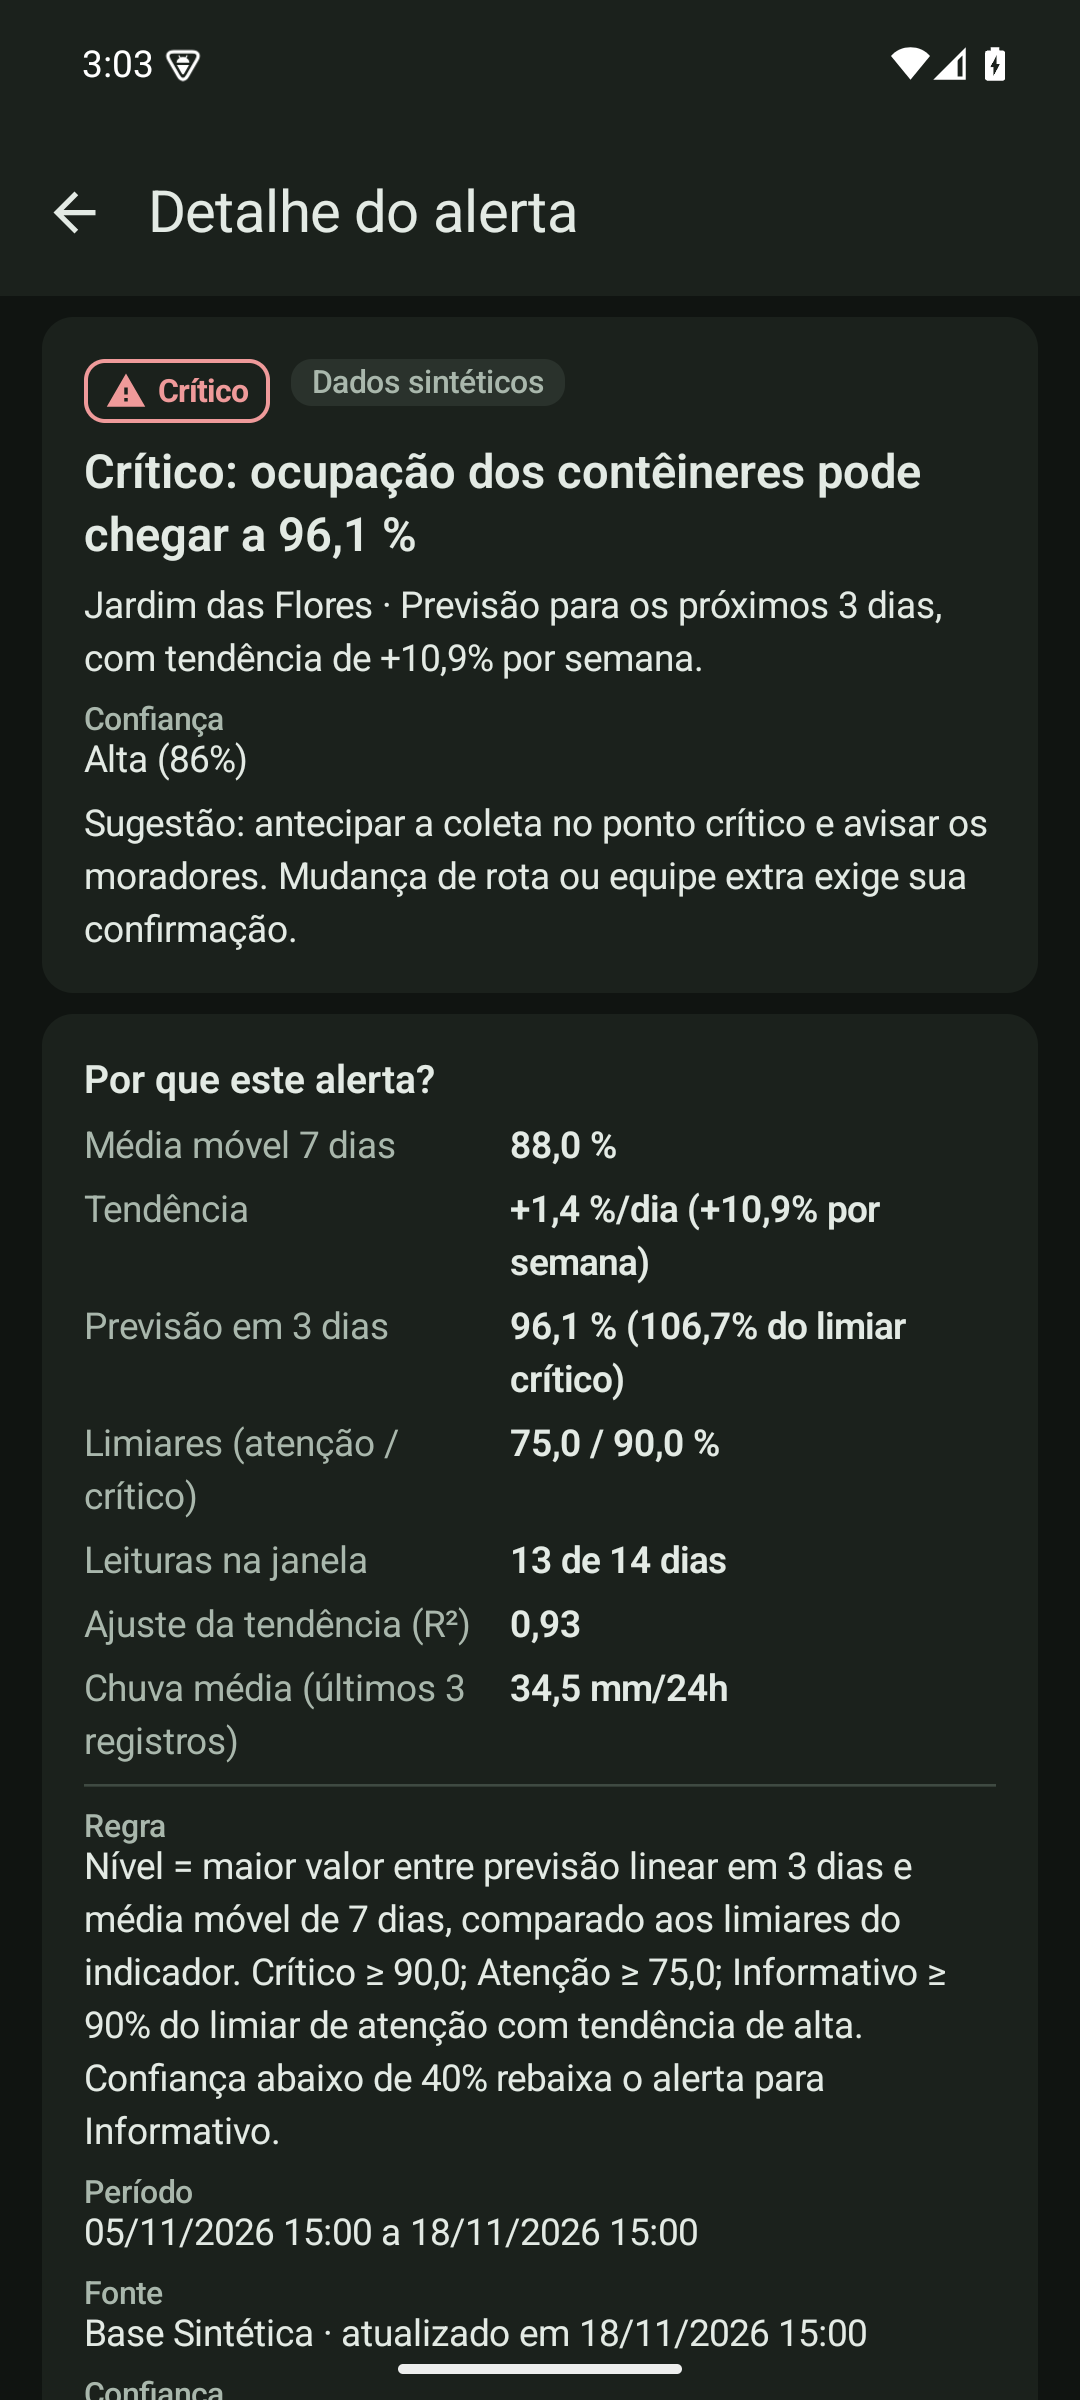 3:03
Detalhe do alerta
Crítico
Dados sintéticos
Crítico: ocupação dos contêineres pode
chegar a 96,1 %
Jardim das Flores · Previsão para os próximos 3 dias,
com tendência de +10,9% por semana.
Confiança
Alta (86%)
Sugestão: antecipar a coleta no ponto crítico e avisar os
moradores. Mudança de rota ou equipe extra exige sua
confirmação.
Por que este alerta?
Média móvel 7 dias
88,0 %
Tendência
+1,4 %/dia (+10,9% por
semana)
Previsão em 3 dias
96,1 % (106,7% do limiar
crítico)
Limiares (atenção /
crítico)
75,0 / 90,0 %
Leituras na janela
13 de 14 dias
Ajuste da tendência (R²)
0,93
Chuva média (últimos 3
registros)
34,5 mm/24h
Regra
Nível = maior valor entre previsão linear em 3 dias e
média móvel de 7 dias, comparado aos limiares do
indicador. Crítico ≥ 90,0; Atenção ≥ 75,0; Informativo ≥
90% do limiar de atenção com tendência de alta.
Confiança abaixo de 40% rebaixa o alerta para
Informativo.
Período
05/11/2026 15:00 a 18/11/2026 15:00
Fonte
Base Sintética · atualizado em 18/11/2026 15:00
Confiança